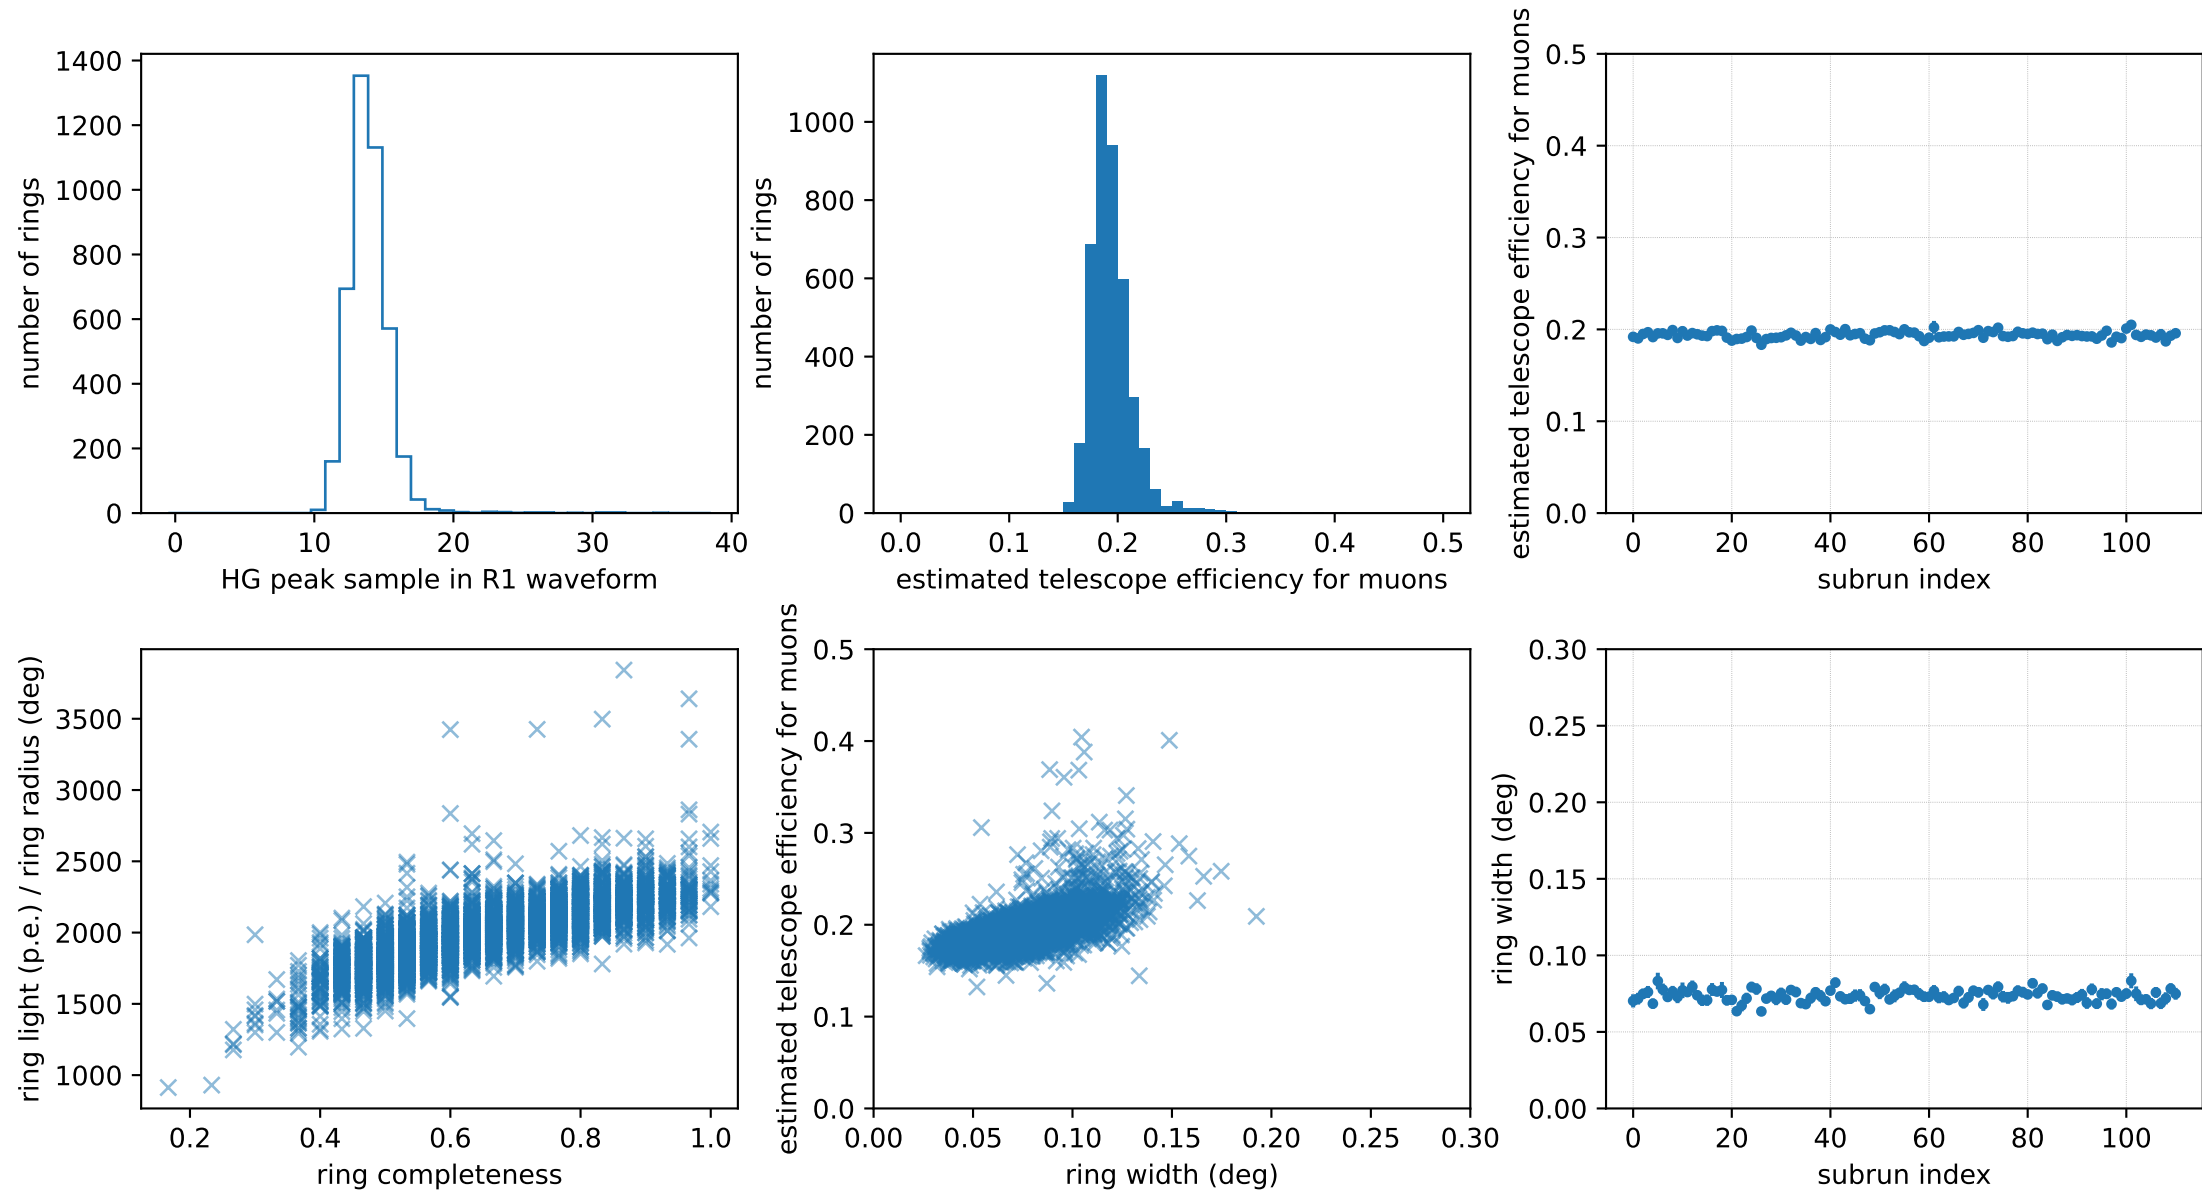 1400
1200
1000
800
600
400
200
0
number of rings
0 10 20 30 40
HG peak sample in R1 waveform
1000
800
600
400
200
0
number of rings
0.0 0.1 0.2 0.3 0.4 0.5
estimated telescope efficiency for muons
0.5
0.4
0.3
0.2
0.1
0.0
estimated telescope efficiency for muons
0 20 40 60 80 100
subrun index
3500
3000
2500
2000
1500
1000
ring light (p.e.) / ring radius (deg)
0.2 0.4 0.6 0.8 1.0
ring completeness
0.5
0.4
0.3
0.2
0.1
0.0
estimated telescope efficiency for muons
0.00 0.05 0.10 0.15 0.20 0.25 0.30
ring width (deg)
0.30
0.25
0.20
0.15
0.10
0.05
0.00
ring width (deg)
0 20 40 60 80 100
subrun index